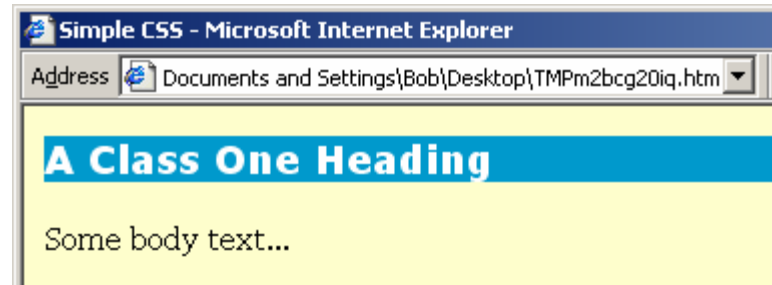 Simple CSS - Microsoft Internet Explorer
Address Documents and Settings\Bob\Desktop\TMPm2bcg20iq.htm
A Class One Heading
Some body text...